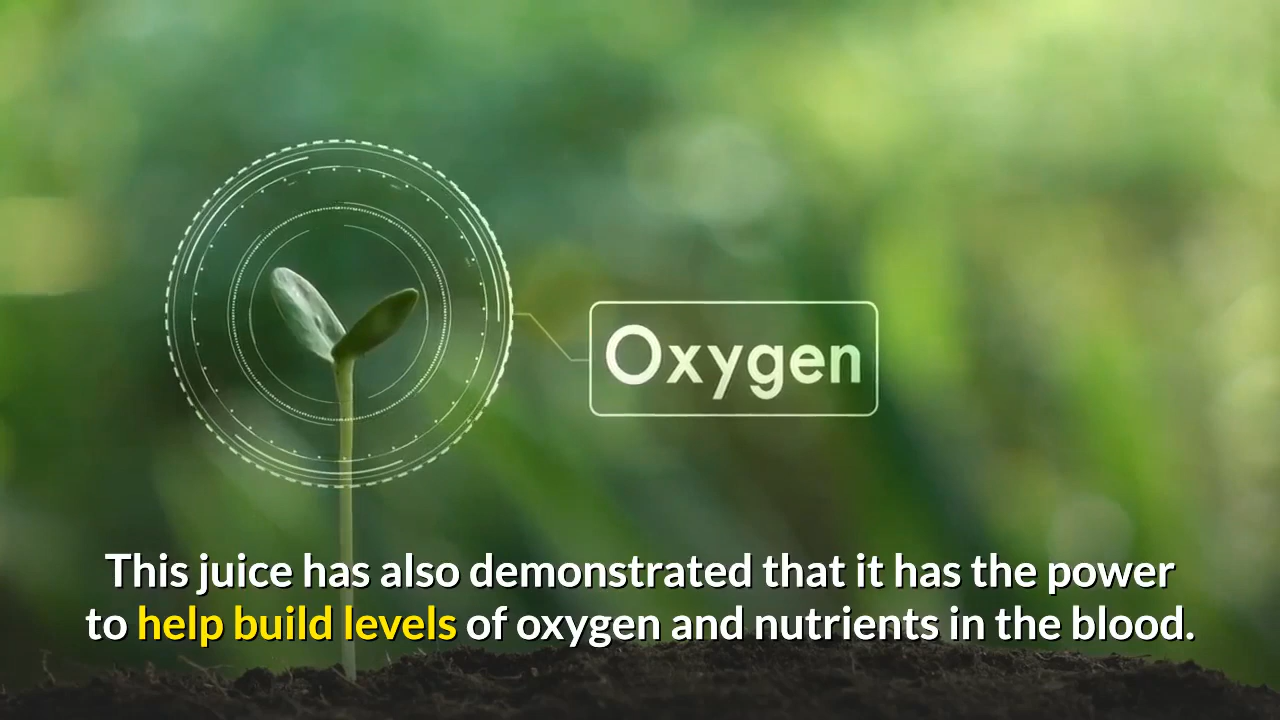 Oxygen
This juice has also demonstrated that it has the power
to help build levels of oxygen and nutrients in the blood.